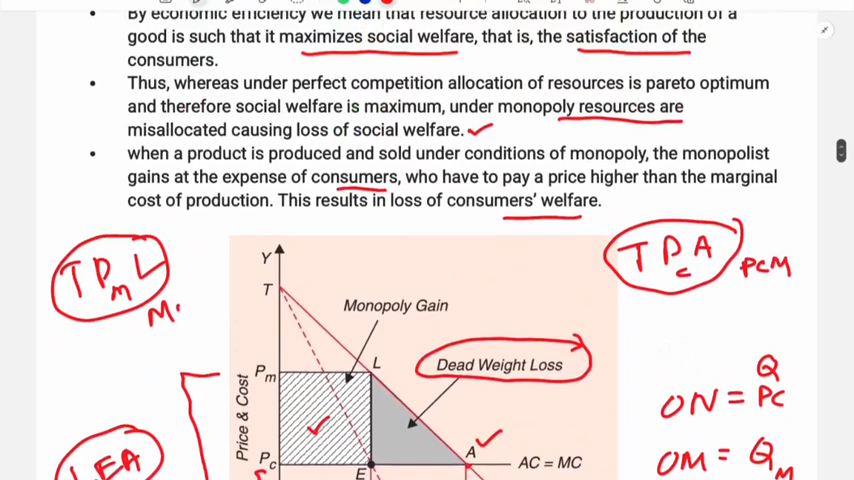 By economic efficiency we mean that resource allocation to the production of a
good is such that it maximizes social welfare, that is, the satisfaction of the
consumers.
• Thus, whereas under perfect competition allocation of resources is pareto optimum
and therefore social welfare is maximum, under monopoly resources are
misallocated causing loss of social welfare.
• when a product is produced and sold under conditions of monopoly, the monopolist
gains at the expense of consumers, who have to pay a price higher than the marginal
cost of production. This results in loss of consumers' welfare.
TPmL
M.
TPcA
PCM
Y
T
Monopoly Gain
L
Dead Weight Loss
Pm
Price & Cost
Q
ON = PC
A
Pc
E
AC = MC
OM = QM
LEA